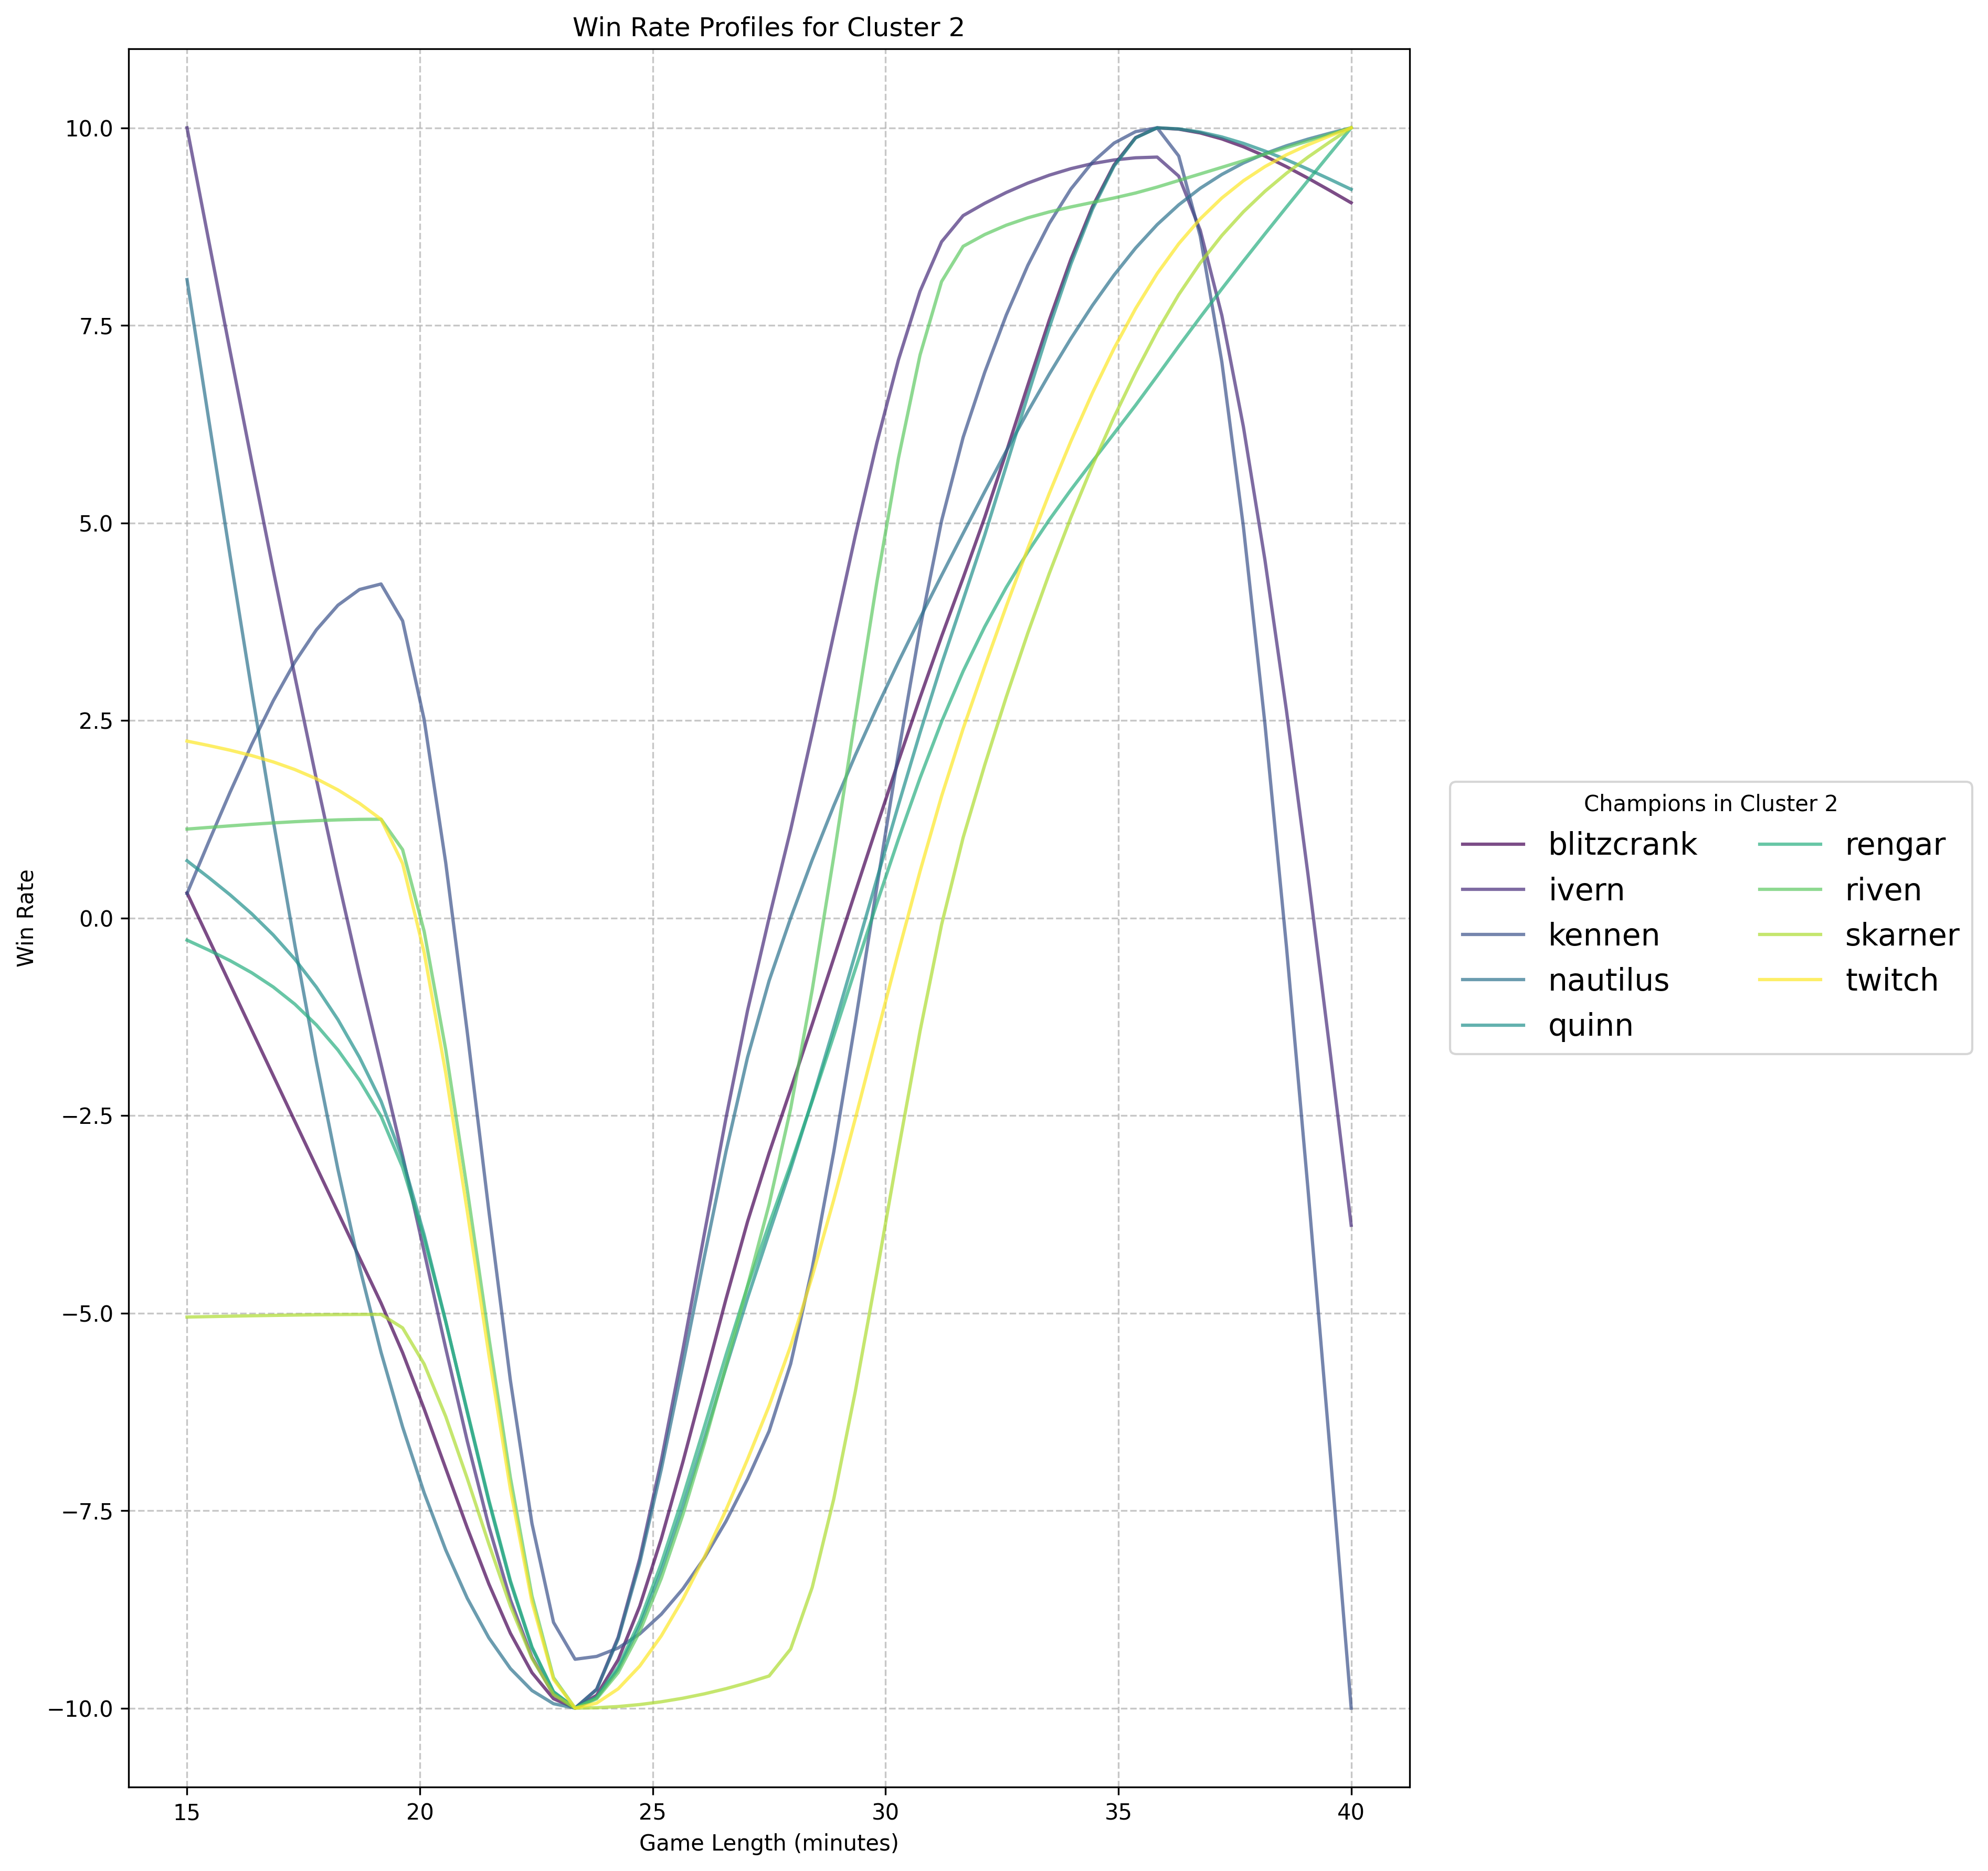 Win Rate Profiles for Cluster 2
10.0
7.5
5.0
2.5
0.0
−2.5
−5.0
−7.5
−10.0
Win Rate
15 20 25 30 35 40
Game Length (minutes)
Champions in Cluster 2
blitzcrank
ivern
kennen
nautilus
quinn
rengar
riven
skarner
twitch